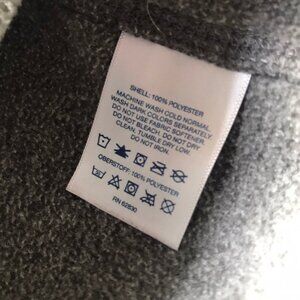 SHELL: 100% POLYESTER
MACHINE WASH COLD NORMAL
WASH DARK COLORS SEPARATELY
DO NOT USE FABRIC SOFTENER.
DO NOT BLEACH. DO NOT DRY
CLEAN, TUMBLE DRY LOW.
DO NOT IRON.
OBERSTOFF: 100% POLYESTER
RN 62830